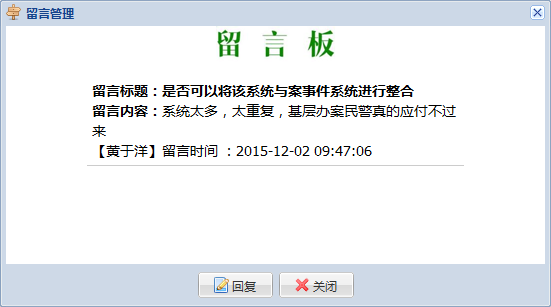 留言管理
留 言 板
留言标题：是否可以将该系统与案事件系统进行整合
留言内容：系统太多，太重复，基层办案民警真的应付不过
来
【黄于洋】留言时间 ：2015-12-02 09:47:06
回复 关闭